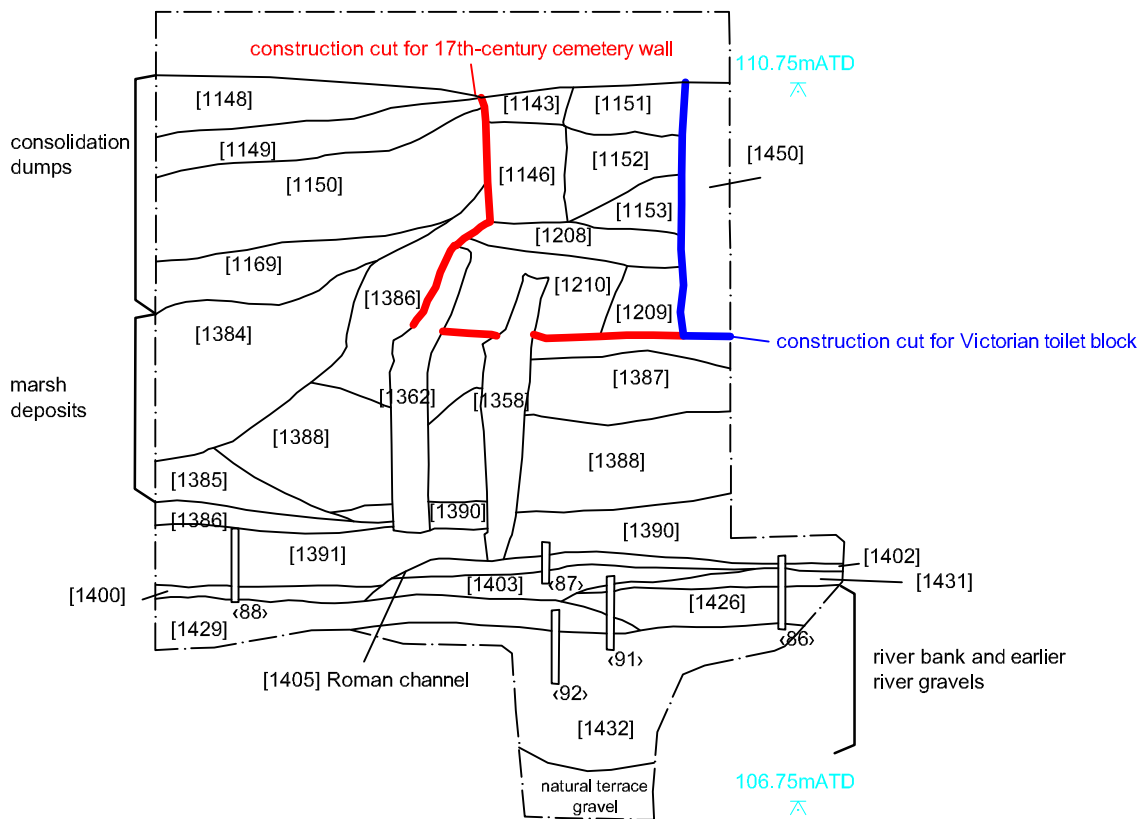 construction cut for 17th-century cemetery wall
110.75mATD
[1148]
[1143]
[1151]
consolidation
dumps
[1149]
[1152]
[1450]
[1150]
[1146]
[1153]
[1208]
[1169]
[1386]
[1210]
[1209]
[1384]
construction cut for Victorian toilet block
marsh
deposits
[1362]
[1358]
[1387]
[1388]
[1388]
[1385]
[1386]
[1390]
[1390]
[1391]
[1402]
[1403]
‹87›
[1431]
[1400]
‹88›
[1426]
[1429]
‹86›
‹91›
[1405] Roman channel
‹92›
river bank and earlier
river gravels
[1432]
natural terrace
gravel
106.75mATD